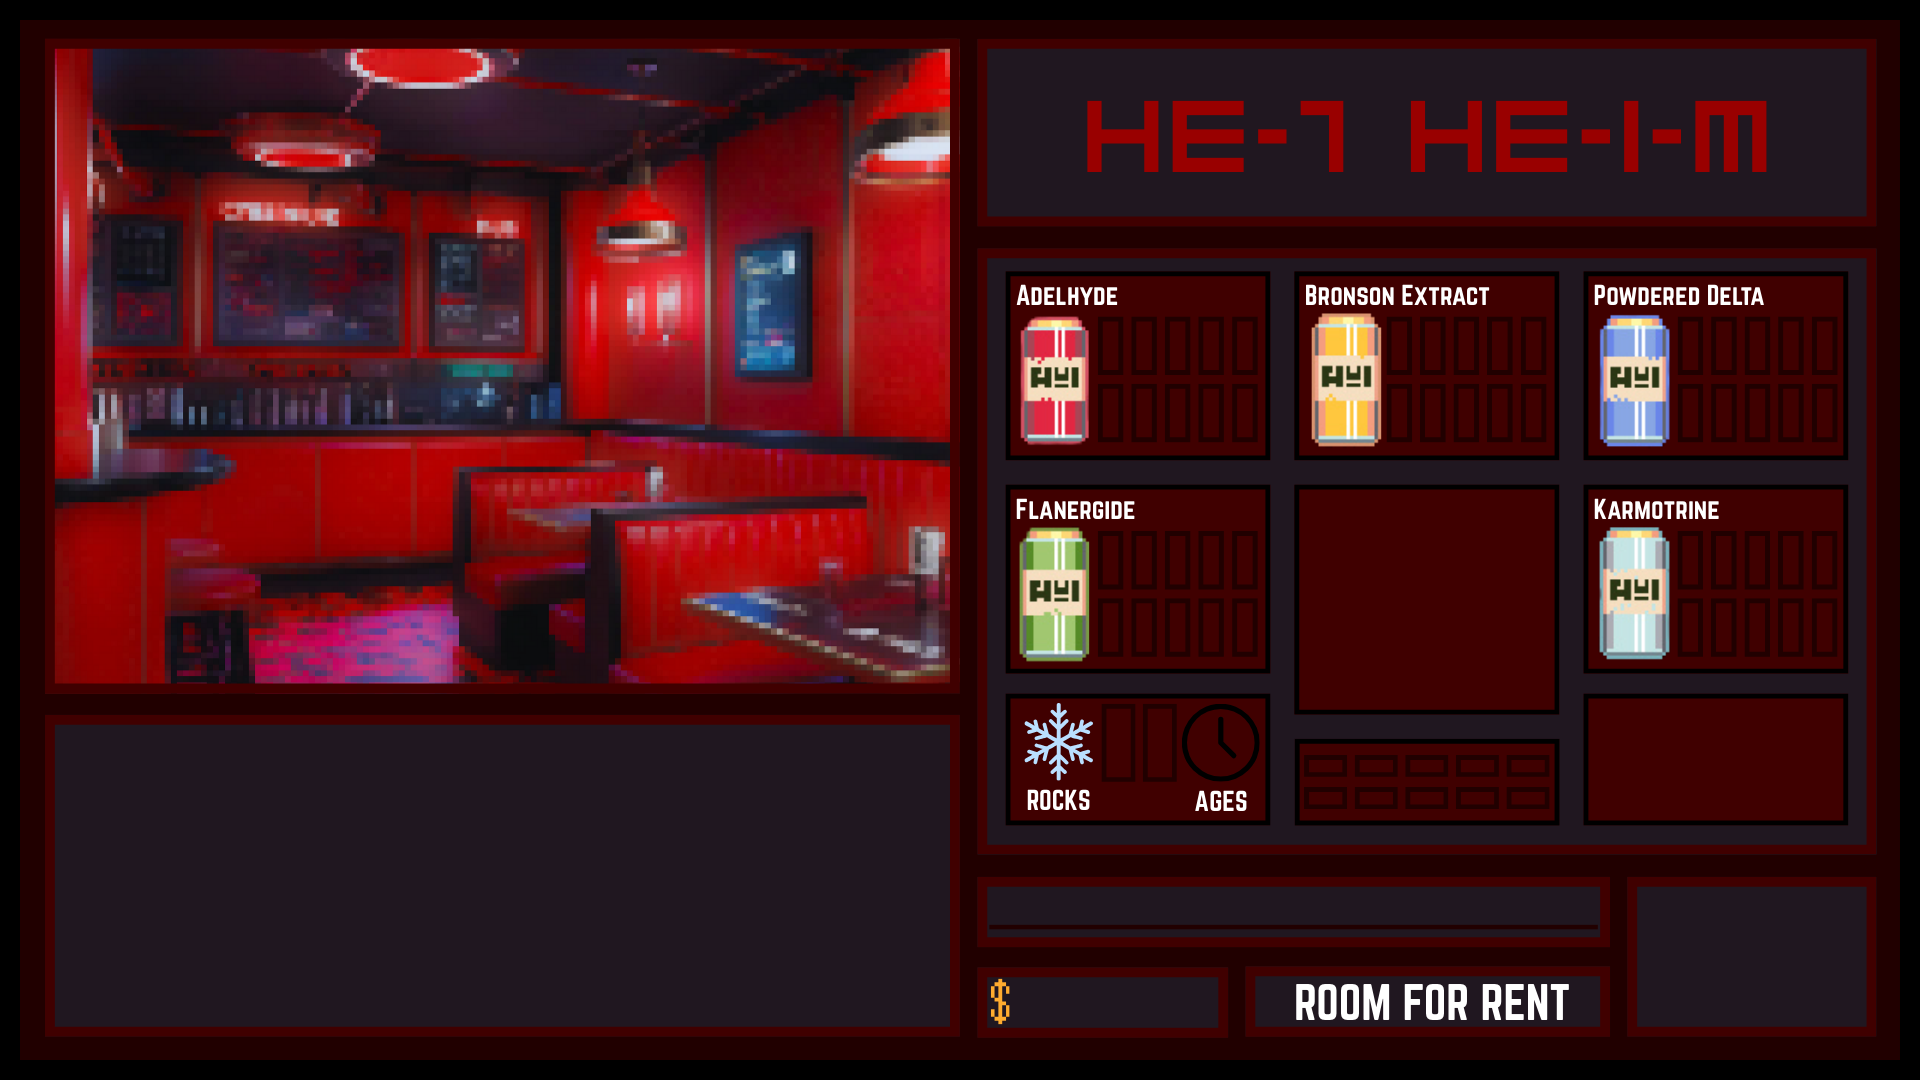 HE-7 HE-I-M
ADELHYDE
BRONSON EXTRACT
POWDERED DELTA
FLANERGIDE
KARMOTRINE
ROCKS
AGES
$
ROOM FOR RENT